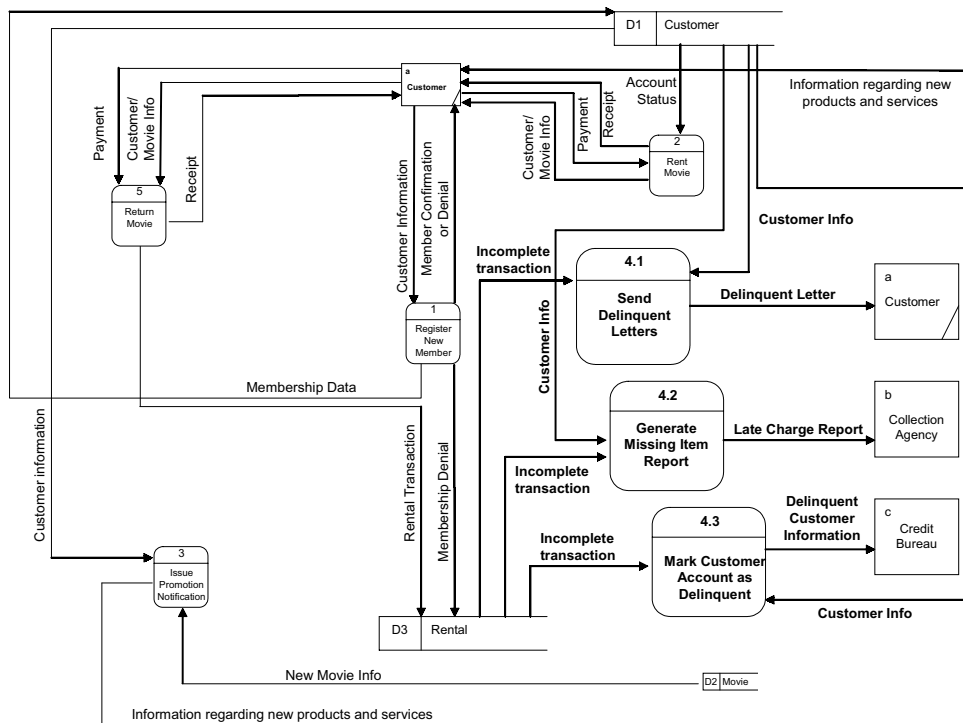 D1 Customer
a
Customer
Account
Status
Information regarding new
products and services
Payment
Customer/
Movie Info
Receipt
Customer/
Movie Info
Payment
Receipt
2
Rent
Movie
5
Return
Movie
Customer Information
Member Confirmation
or Denial
Customer Info
Incomplete
transaction
4.1
Send
Delinquent
Letters
Delinquent Letter
a
Customer
1
Register
New
Member
Customer Info
Membership Data
4.2
Generate
Missing Item
Report
Late Charge Report
b
Collection
Agency
Customer information
Rental Transaction
Membership Denial
Incomplete
transaction
Delinquent
Customer
Information
c
Credit
Bureau
Incomplete
transaction
4.3
Mark Customer
Account as
Delinquent
3
Issue
Promotion
Notification
Customer Info
D3 Rental
New Movie Info
D2 Movie
Information regarding new products and services